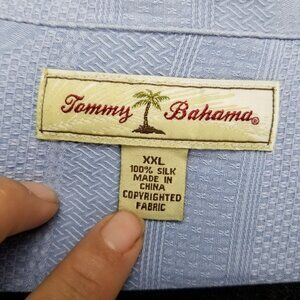 Tommy Bahama®
XXL
100% SILK
MADE IN
CHINA
COPYRIGHTED
FABRIC